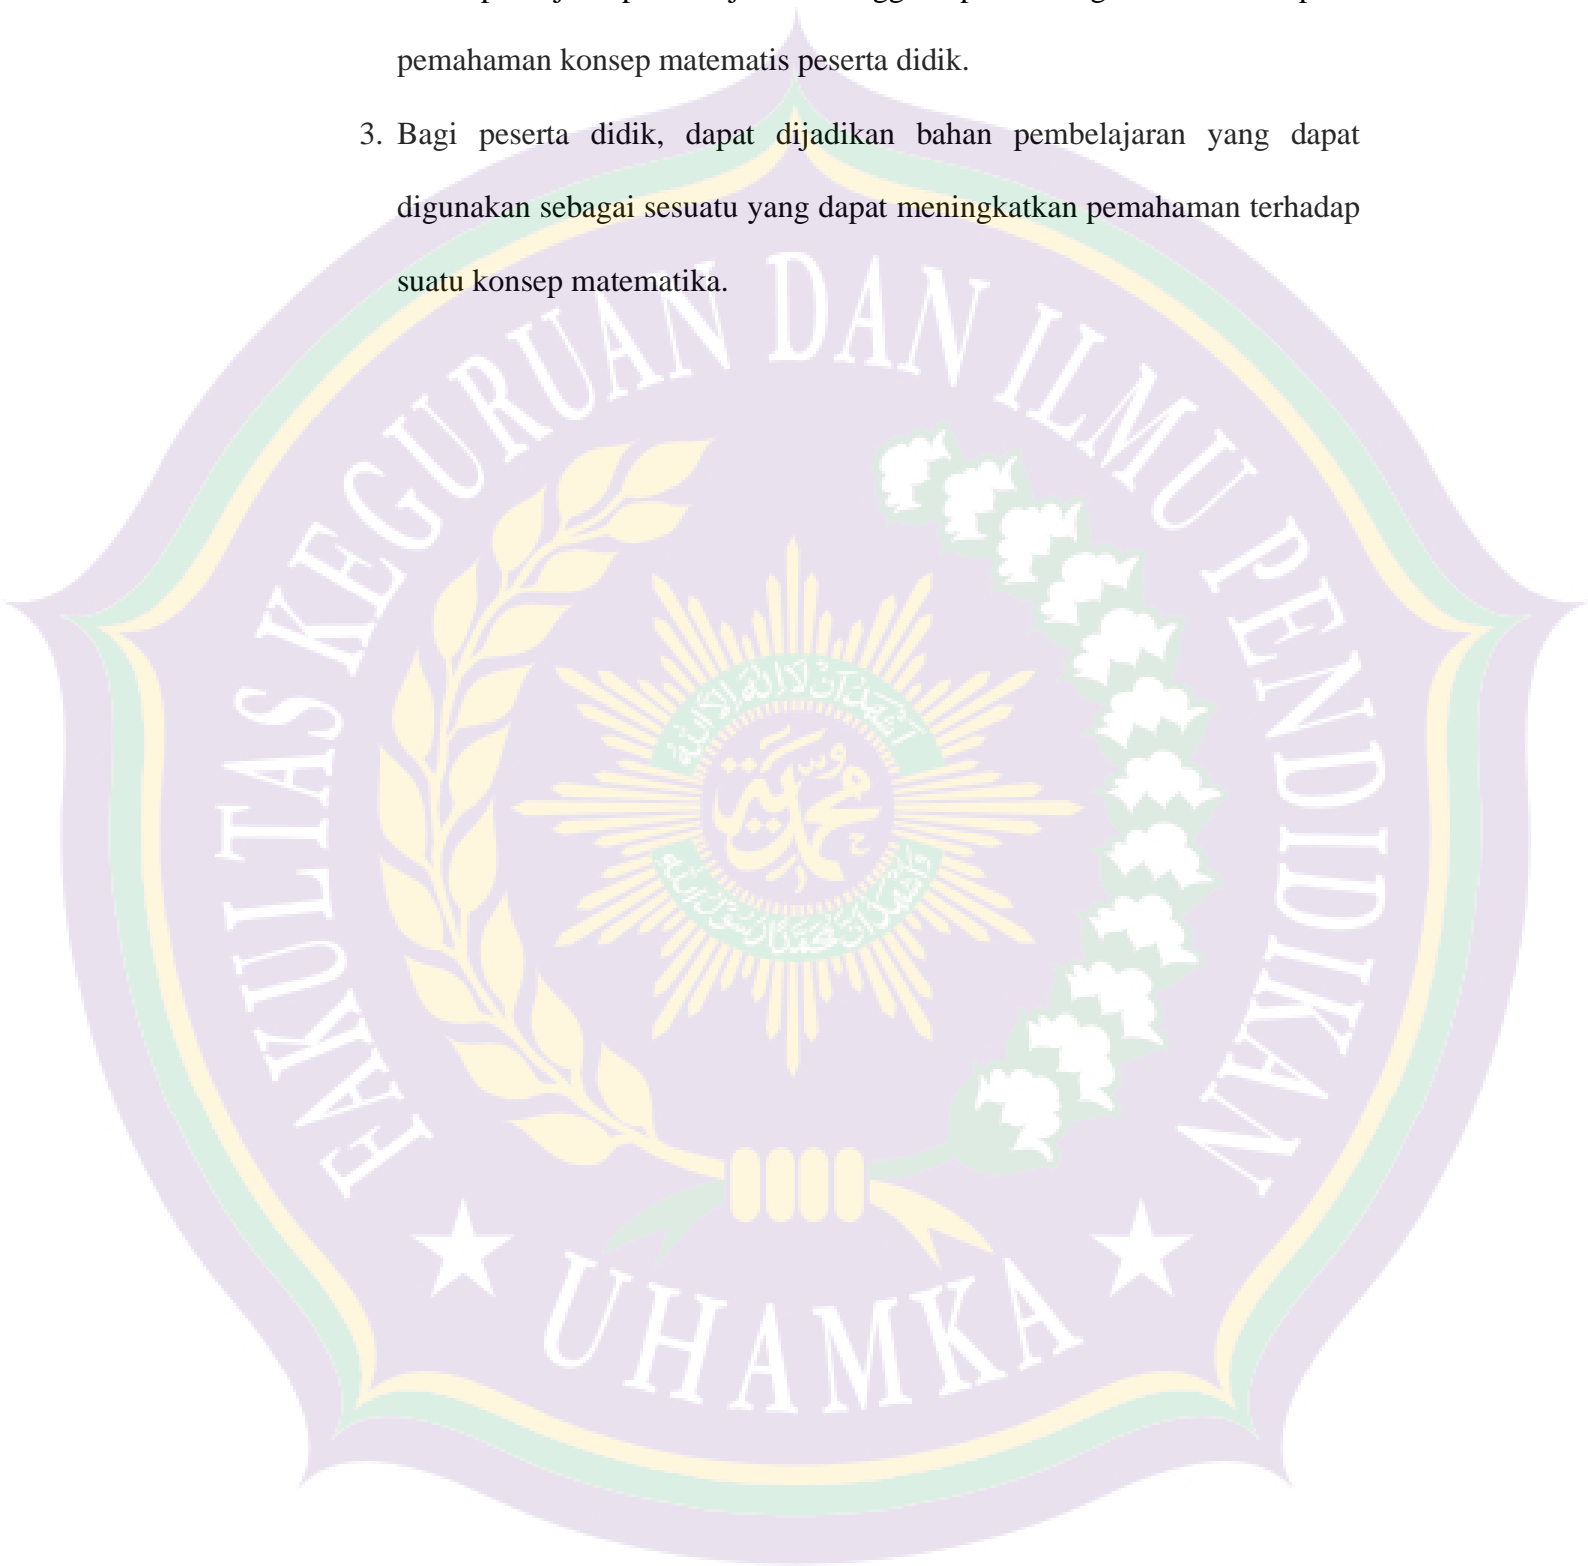 pemahaman konsep matematis peserta didik.
3. Bagi peserta didik, dapat dijadikan bahan pembelajaran yang dapat
digunakan sebagai sesuatu yang dapat meningkatkan pemahaman terhadap
suatu konsep matematika.
FAKULTAS KEGURUAN DAN ILMU PENDIDIKAN
محمدية
UHAMKA